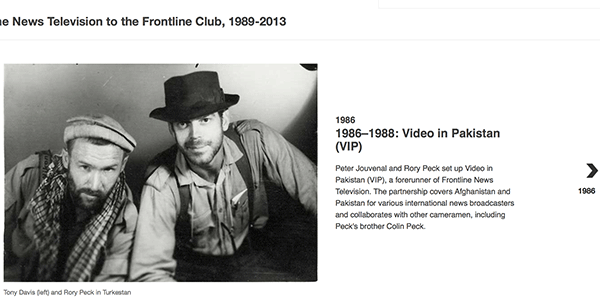 ne News Television to the Frontline Club, 1989-2013
1986
1986–1988: Video in Pakistan
(VIP)
Peter Jouvenal and Rory Peck set up Video in
Pakistan (VIP), a forerunner of Frontline News
Television. The partnership covers Afghanistan and
Pakistan for various international news broadcasters
and collaborates with other cameramen, including
Peck's brother Colin Peck.
1986
Tony Davis (left) and Rory Peck in Turkestan